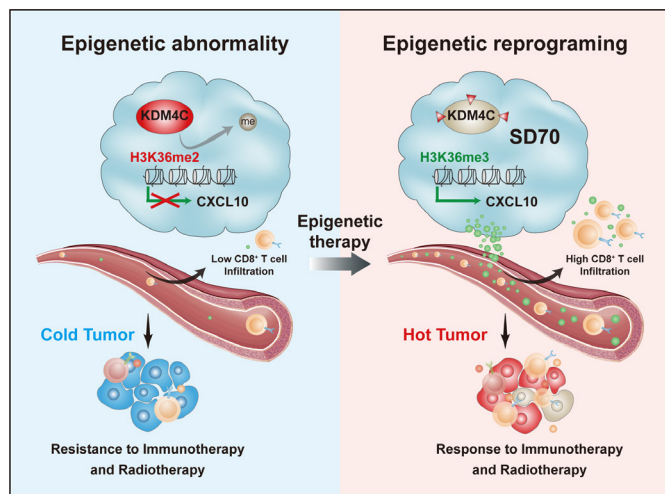 Epigenetic abnormality
KDM4C
me
H3K36me2
CXCL10
Low CD8⁺ T cell
Infiltration
Cold Tumor
Resistance to Immunotherapy
and Radiotherapy
Epigenetic
therapy
Epigenetic reprograming
KDM4C
SD70
H3K36me3
CXCL10
High CD8⁺ T cell
Infiltration
Hot Tumor
Response to Immunotherapy
and Radiotherapy